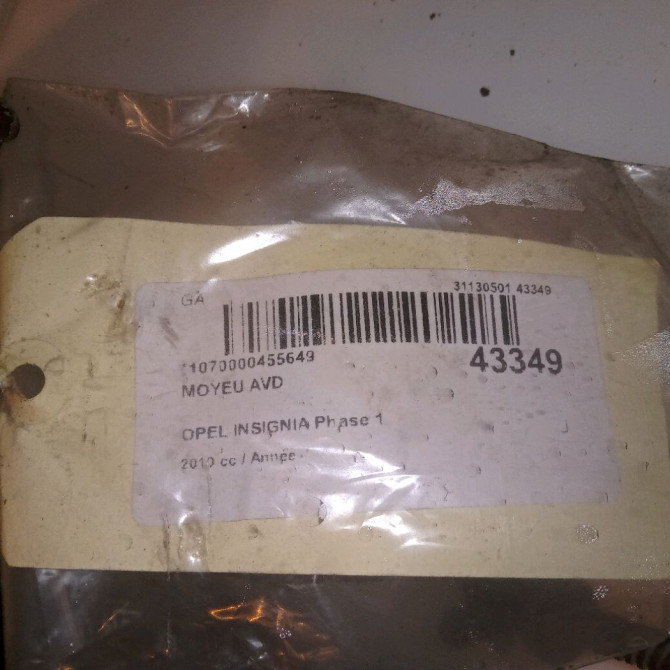 GA
31130501 43349
*1070000455649
43349
MOYEU AVD
OPEL INSIGNIA Phase 1
cc / Année